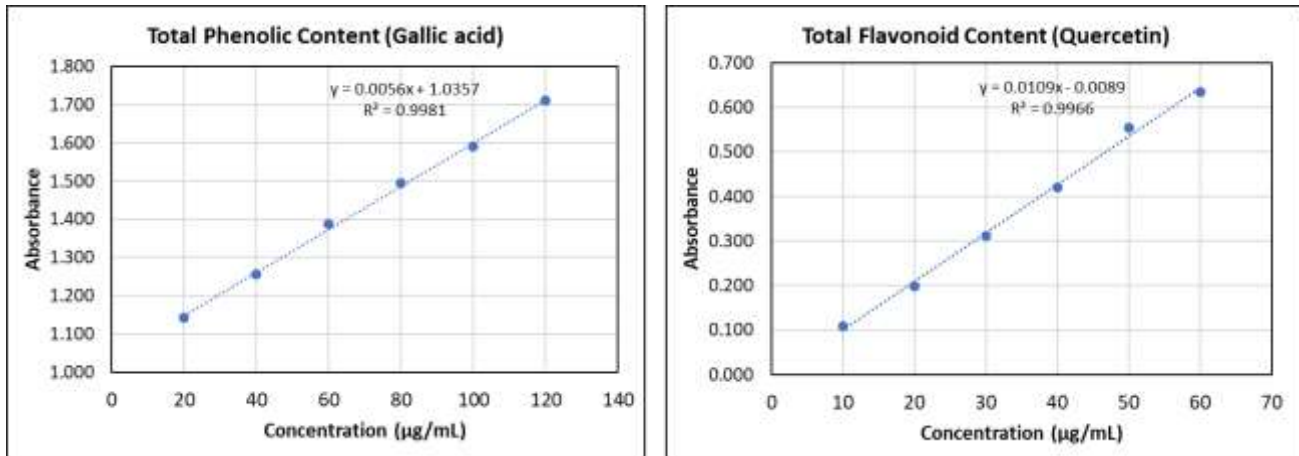 Total Phenolic Content (Gallic acid)
y = 0.0056x + 1.0357
R² = 0.9981
1.800
1.700
1.600
1.500
1.400
1.300
1.200
1.100
1.000
Absorbance
0 20 40 60 80 100 120 140
Concentration (µg/mL)
Total Flavonoid Content (Quercetin)
y = 0.0109x - 0.0089
R² = 0.9966
0.700
0.600
0.500
0.400
0.300
0.200
0.100
0.000
Absorbance
0 10 20 30 40 50 60 70
Concentration (µg/mL)